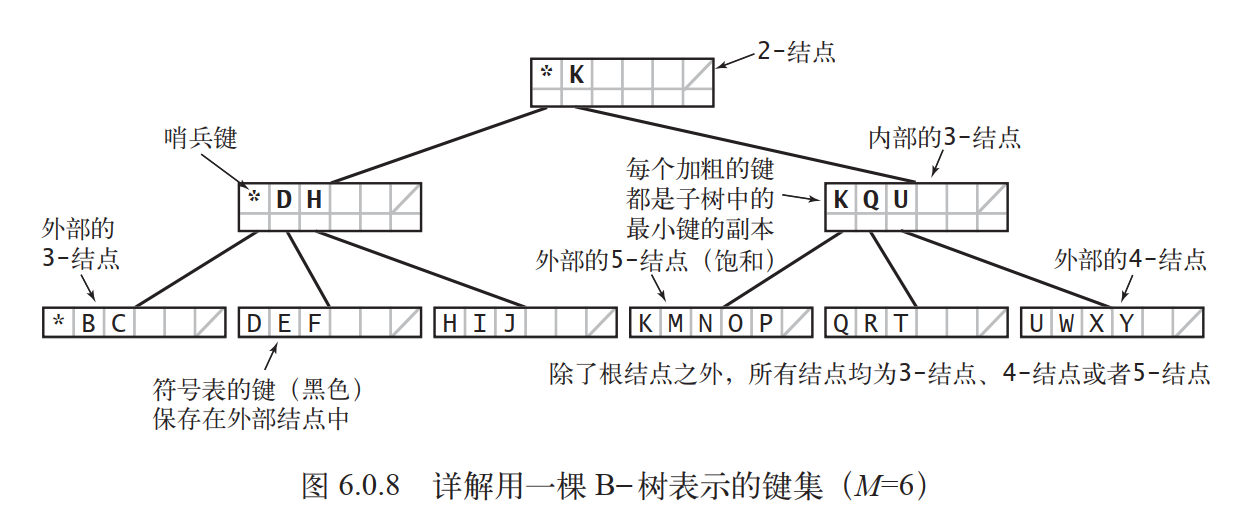 2-结点
* K
哨兵键
内部的3-结点
每个加粗的键
都是子树中的
最小键的副本
* D H
K Q U
外部的
3-结点
外部的5-结点（饱和）
外部的4-结点
* B C
D E F
H I J
K M N O P
Q R T
U W X Y
符号表的键（黑色）
保存在外部结点中
除了根结点之外，所有结点均为3-结点、4-结点或者5-结点
图 6.0.8 详解用一棵 B-树表示的键集（M=6）